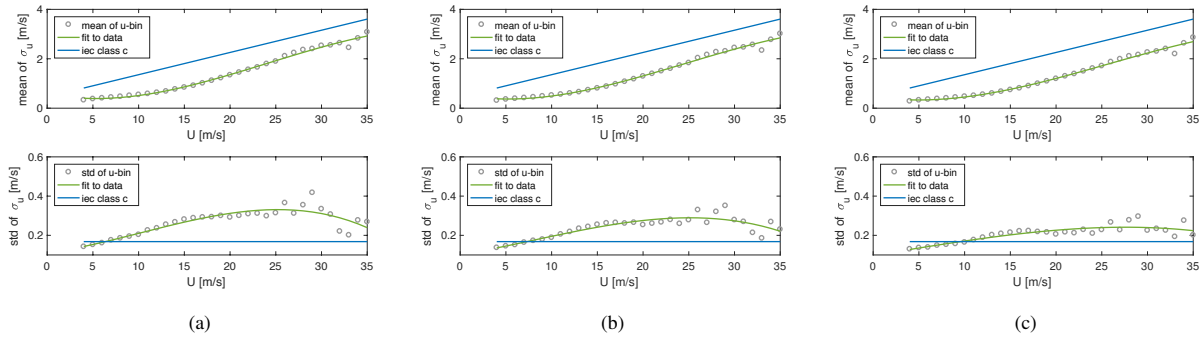 4
2
0
mean of σu [m/s]
mean of u-bin
fit to data
iec class c
0 5 10 15 20 25 30 35
U [m/s]
0.6
0.4
0.2
std of σu [m/s]
std of u-bin
fit to data
iec class c
0 5 10 15 20 25 30 35
U [m/s]
(a)
4
2
0
mean of σu [m/s]
mean of u-bin
fit to data
iec class c
0 5 10 15 20 25 30 35
U [m/s]
0.6
0.4
0.2
std of σu [m/s]
std of u-bin
fit to data
iec class c
0 5 10 15 20 25 30 35
U [m/s]
(b)
4
2
0
mean of σu [m/s]
mean of u-bin
fit to data
iec class c
0 5 10 15 20 25 30 35
U [m/s]
0.6
0.4
0.2
std of σu [m/s]
std of u-bin
fit to data
iec class c
0 5 10 15 20 25 30 35
U [m/s]
(c)